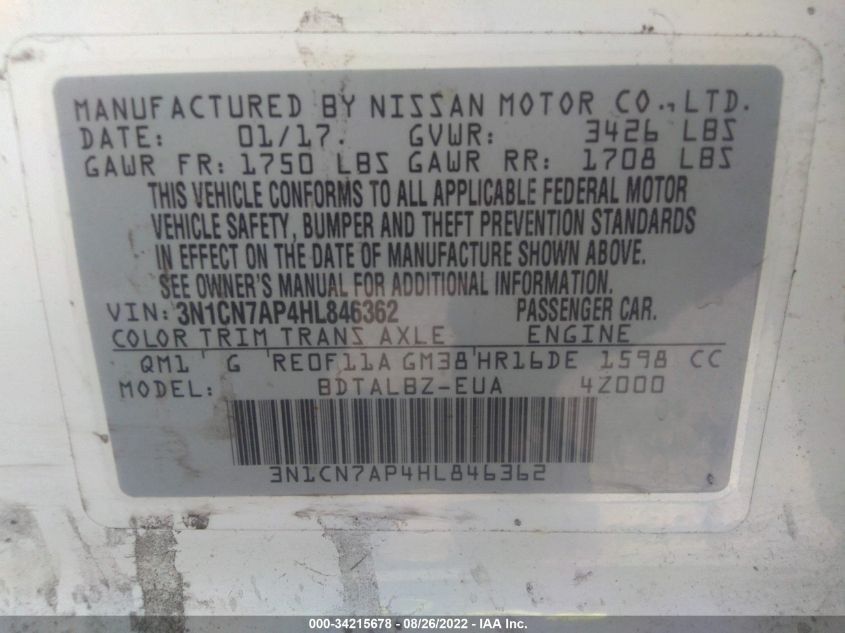 MANUFACTURED BY NISSAN MOTOR CO., LTD.
DATE: 01/17. GVWR: 3426 LBS
GAWR FR: 1750 LBS GAWR RR: 1708 LBS
THIS VEHICLE CONFORMS TO ALL APPLICABLE FEDERAL MOTOR
VEHICLE SAFETY, BUMPER AND THEFT PREVENTION STANDARDS
IN EFFECT ON THE DATE OF MANUFACTURE SHOWN ABOVE.
SEE OWNER'S MANUAL FOR ADDITIONAL INFORMATION.
VIN: 3N1CN7AP4HL846362 PASSENGER CAR.
COLOR TRIM TRANS AXLE ENGINE
QM1 G RE0F11A GM38 HR16DE 1598 CC
MODEL: BDTALBZ-EUA 4Z000
3N1CN7AP4HL846362
000-34215678 - 08/26/2022 - IAA Inc.